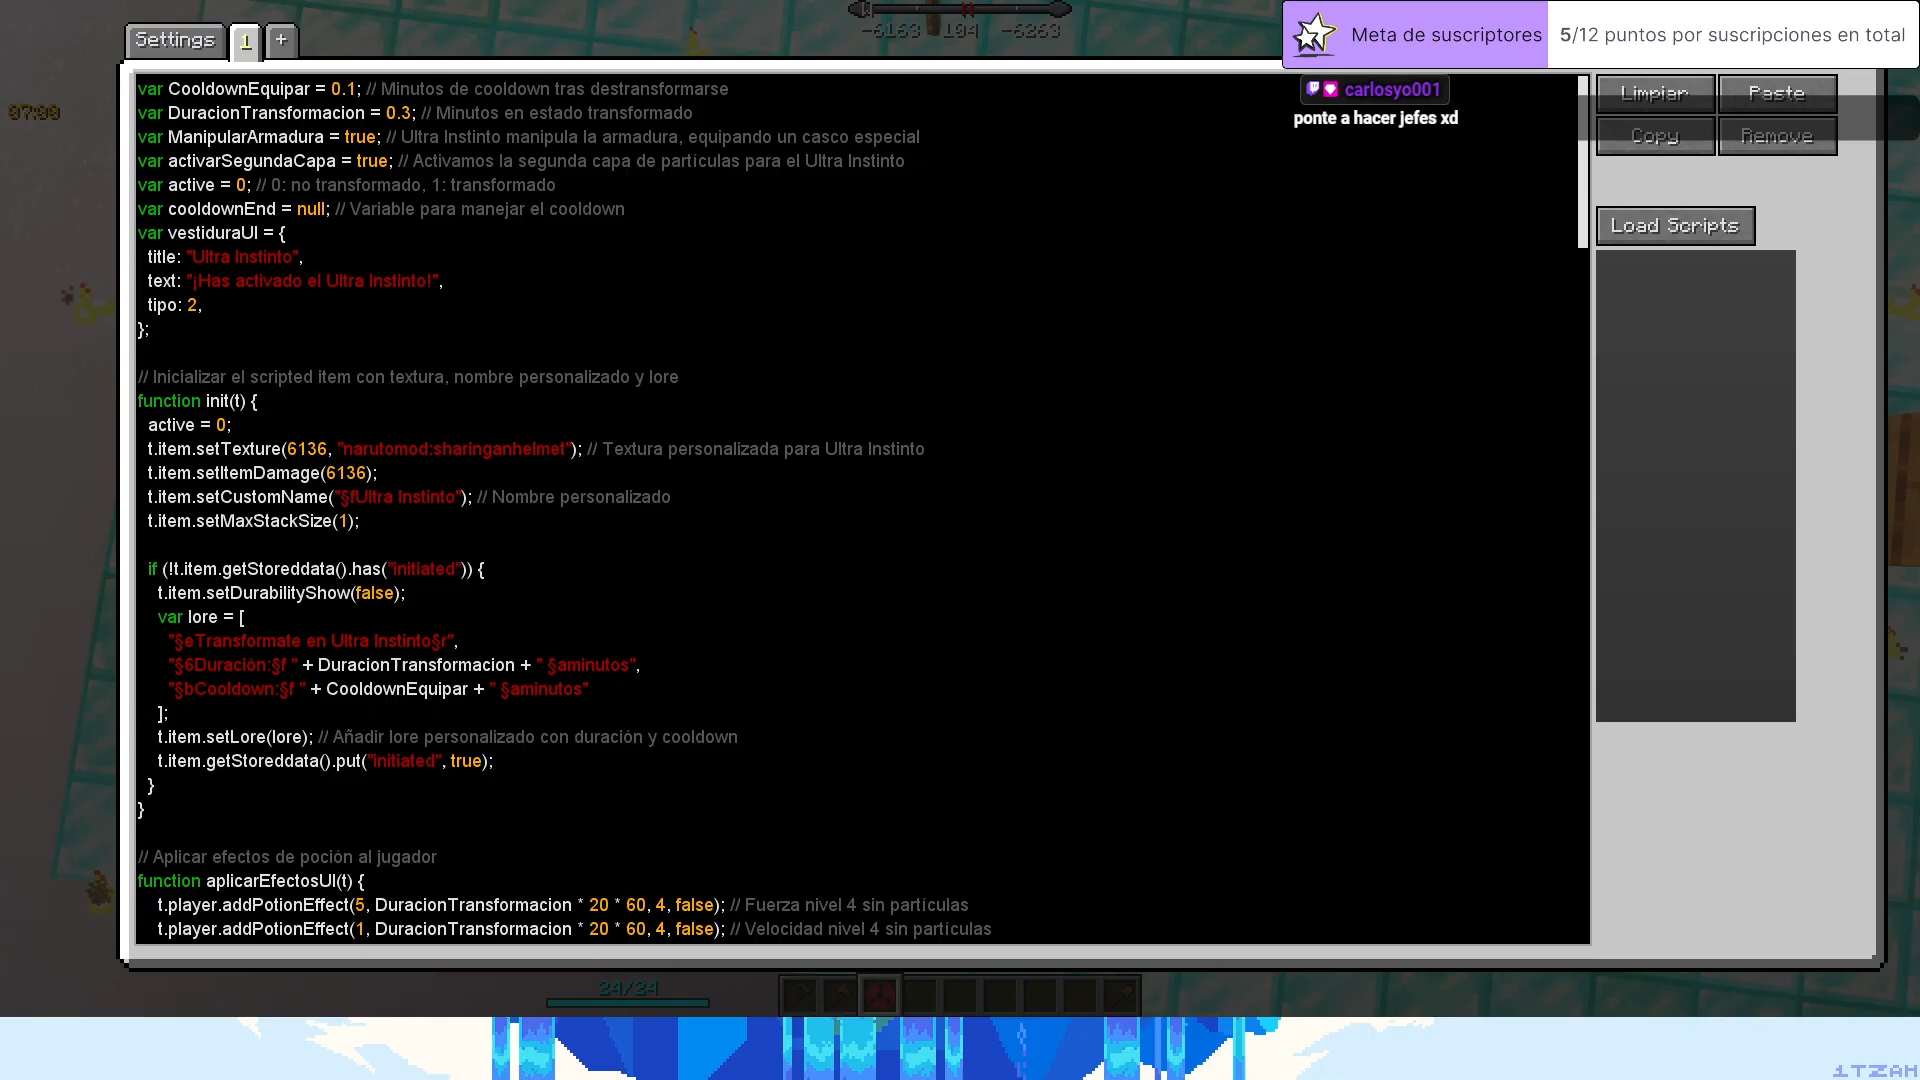 Settings
1
+
-6163 104 -6263
Meta de suscriptores
5/12 puntos por suscripciones en total
07:00
carlosyo001
ponte a hacer jefes xd
Limpiar
Paste
Copy
Remove
Load Scripts
var CooldownEquipar = 0.1; // Minutos de cooldown tras destransformarse
var DuracionTransformacion = 0.3; // Minutos en estado transformado
var ManipularArmadura = true; // Ultra Instinto manipula la armadura, equipando un casco especial
var activarSegundaCapa = true; // Activamos la segunda capa de partículas para el Ultra Instinto
var active = 0; // 0: no transformado, 1: transformado
var cooldownEnd = null; // Variable para manejar el cooldown
var vestiduraUI = {
title: "Ultra Instinto",
text: "¡Has activado el Ultra Instinto!",
tipo: 2,
};
// Inicializar el scripted item con textura, nombre personalizado y lore
function init(t) {
active = 0;
t.item.setTexture(6136, "narutomod:sharinganhelmet"); // Textura personalizada para Ultra Instinto
t.item.setItemDamage(6136);
t.item.setCustomName("§fUltra Instinto"); // Nombre personalizado
t.item.setMaxStackSize(1);
if (!t.item.getStoreddata().has("initiated")) {
t.item.setDurabilityShow(false);
var lore = [
"§eTransformate en Ultra Instinto§r",
"§6Duración:§f " + DuracionTransformacion + " §aminutos",
"§bCooldown:§f " + CooldownEquipar + " §aminutos"
];
t.item.setLore(lore); // Añadir lore personalizado con duración y cooldown
t.item.getStoreddata().put("initiated", true);
}
}
// Aplicar efectos de poción al jugador
function aplicarEfectosUI(t) {
t.player.addPotionEffect(5, DuracionTransformacion * 20 * 60, 4, false); // Fuerza nivel 4 sin partículas
t.player.addPotionEffect(1, DuracionTransformacion * 20 * 60, 4, false); // Velocidad nivel 4 sin partículas
24/24
1TZAH